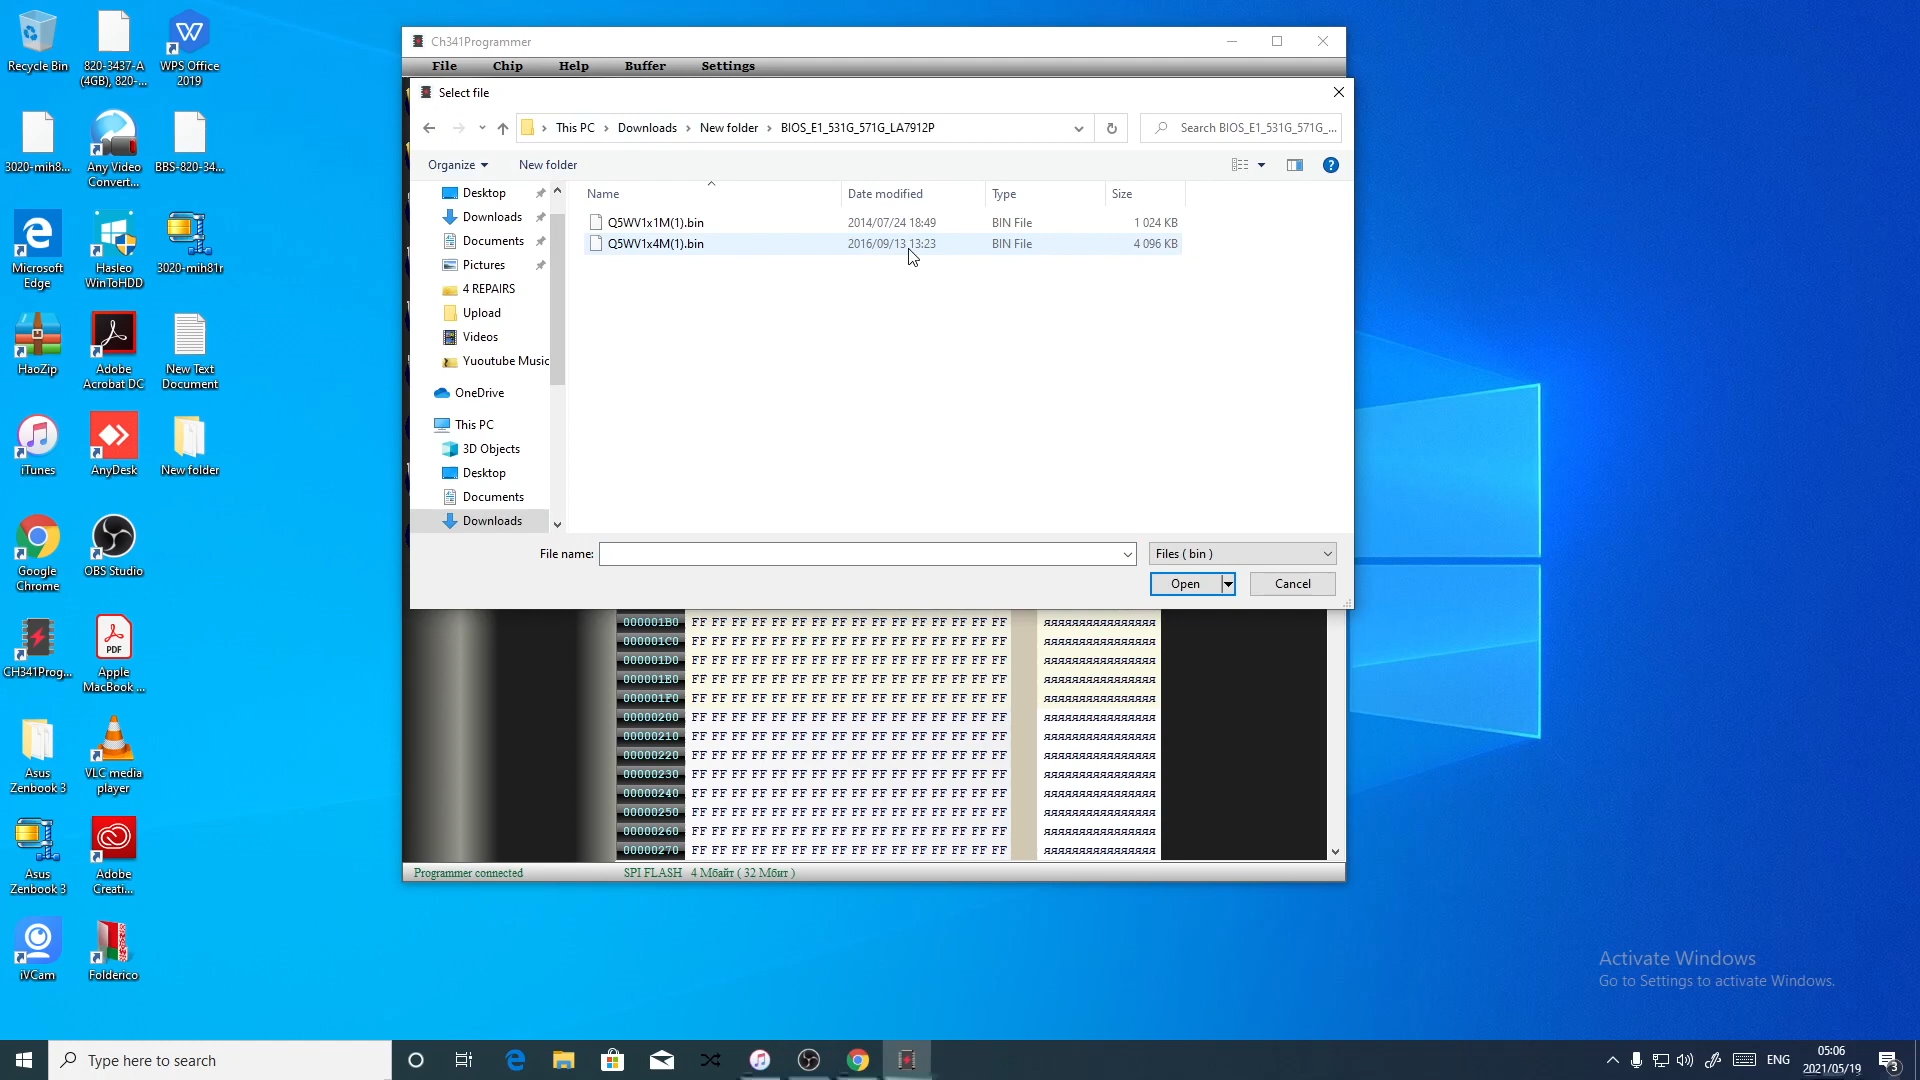 Recycle Bin
820-3437-A
(4GB), 820-...
WPS Office
2019
3020-mih8...
Any Video
Convert...
BBS-820-34...
Microsoft
Edge
Hasleo
WinToHDD
3020-mih81r
HaoZip
Adobe
Acrobat DC
New Text
Document
iTunes
AnyDesk
New folder
Google
Chrome
OBS Studio
CH341Prog...
PDF
Apple
MacBook ...
Asus
Zenbook 3
VLC media
player
Asus
Zenbook 3
Adobe
Creati...
iVCam
Folderico
Ch341Programmer
File Chip Help Buffer Settings
Select file
This PC > Downloads > New folder > BIOS_E1_531G_571G_LA7912P
Search BIOS_E1_531G_571G_...
Organize New folder
Desktop
Downloads
Documents
Pictures
4 REPAIRS
Upload
Videos
Yuoutube Music
OneDrive
This PC
3D Objects
Desktop
Documents
Downloads
Name Date modified Type Size
Q5WV1x1M(1).bin 2014/07/24 18:49 BIN File 1 024 KB
Q5WV1x4M(1).bin 2016/09/13 13:23 BIN File 4 096 KB
File name: Files ( bin )
Open Cancel
000001B0 FF FF FF FF FF FF FF FF FF FF FF FF FF FF FF FF яяяяяяяяяяяяяяяя
000001C0 FF FF FF FF FF FF FF FF FF FF FF FF FF FF FF FF яяяяяяяяяяяяяяяя
000001D0 FF FF FF FF FF FF FF FF FF FF FF FF FF FF FF FF яяяяяяяяяяяяяяяя
000001E0 FF FF FF FF FF FF FF FF FF FF FF FF FF FF FF FF яяяяяяяяяяяяяяяя
000001F0 FF FF FF FF FF FF FF FF FF FF FF FF FF FF FF FF яяяяяяяяяяяяяяяя
00000200 FF FF FF FF FF FF FF FF FF FF FF FF FF FF FF FF яяяяяяяяяяяяяяяя
00000210 FF FF FF FF FF FF FF FF FF FF FF FF FF FF FF FF яяяяяяяяяяяяяяяя
00000220 FF FF FF FF FF FF FF FF FF FF FF FF FF FF FF FF яяяяяяяяяяяяяяяя
00000230 FF FF FF FF FF FF FF FF FF FF FF FF FF FF FF FF яяяяяяяяяяяяяяяя
00000240 FF FF FF FF FF FF FF FF FF FF FF FF FF FF FF FF яяяяяяяяяяяяяяяя
00000250 FF FF FF FF FF FF FF FF FF FF FF FF FF FF FF FF яяяяяяяяяяяяяяяя
00000260 FF FF FF FF FF FF FF FF FF FF FF FF FF FF FF FF яяяяяяяяяяяяяяяя
00000270 FF FF FF FF FF FF FF FF FF FF FF FF FF FF FF FF яяяяяяяяяяяяяяяя
Programmer connected SPI FLASH 4 Мбайт ( 32 Мбит )
Activate Windows
Go to Settings to activate Windows.
Type here to search
ENG
05:06
2021/05/19
3